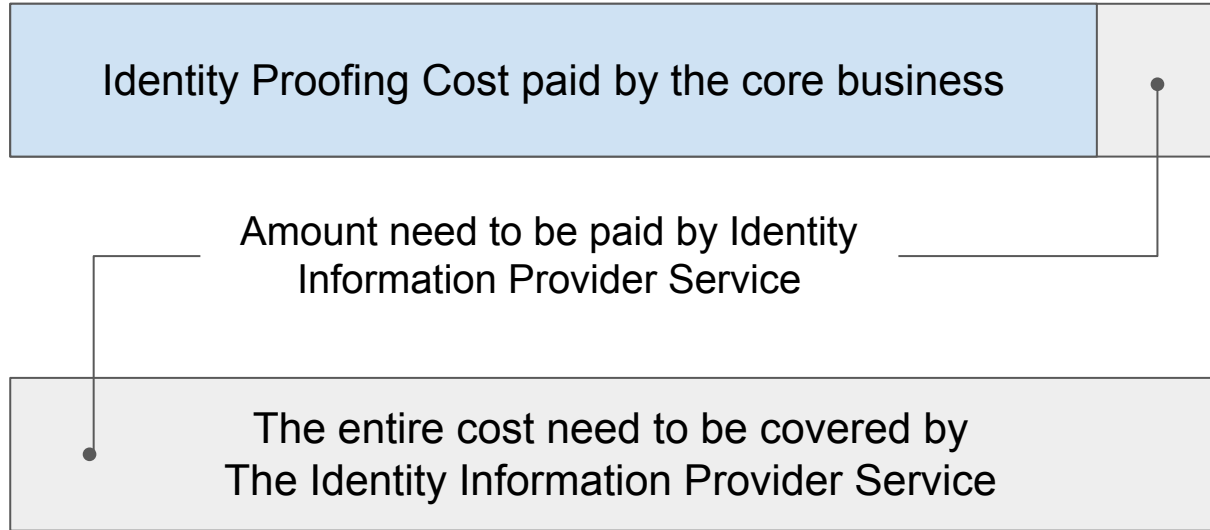 Identity Proofing Cost paid by the core business
Amount need to be paid by Identity
Information Provider Service
The entire cost need to be covered by
The Identity Information Provider Service